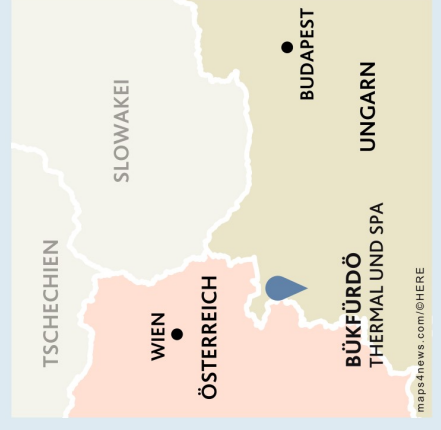 TSCHECHIEN
SLOWAKEI
WIEN
ÖSTERREICH
BUDAPEST
UNGARN
BÜKFÜRDÖ
THERMAL UND SPA
maps4news.com/©HERE